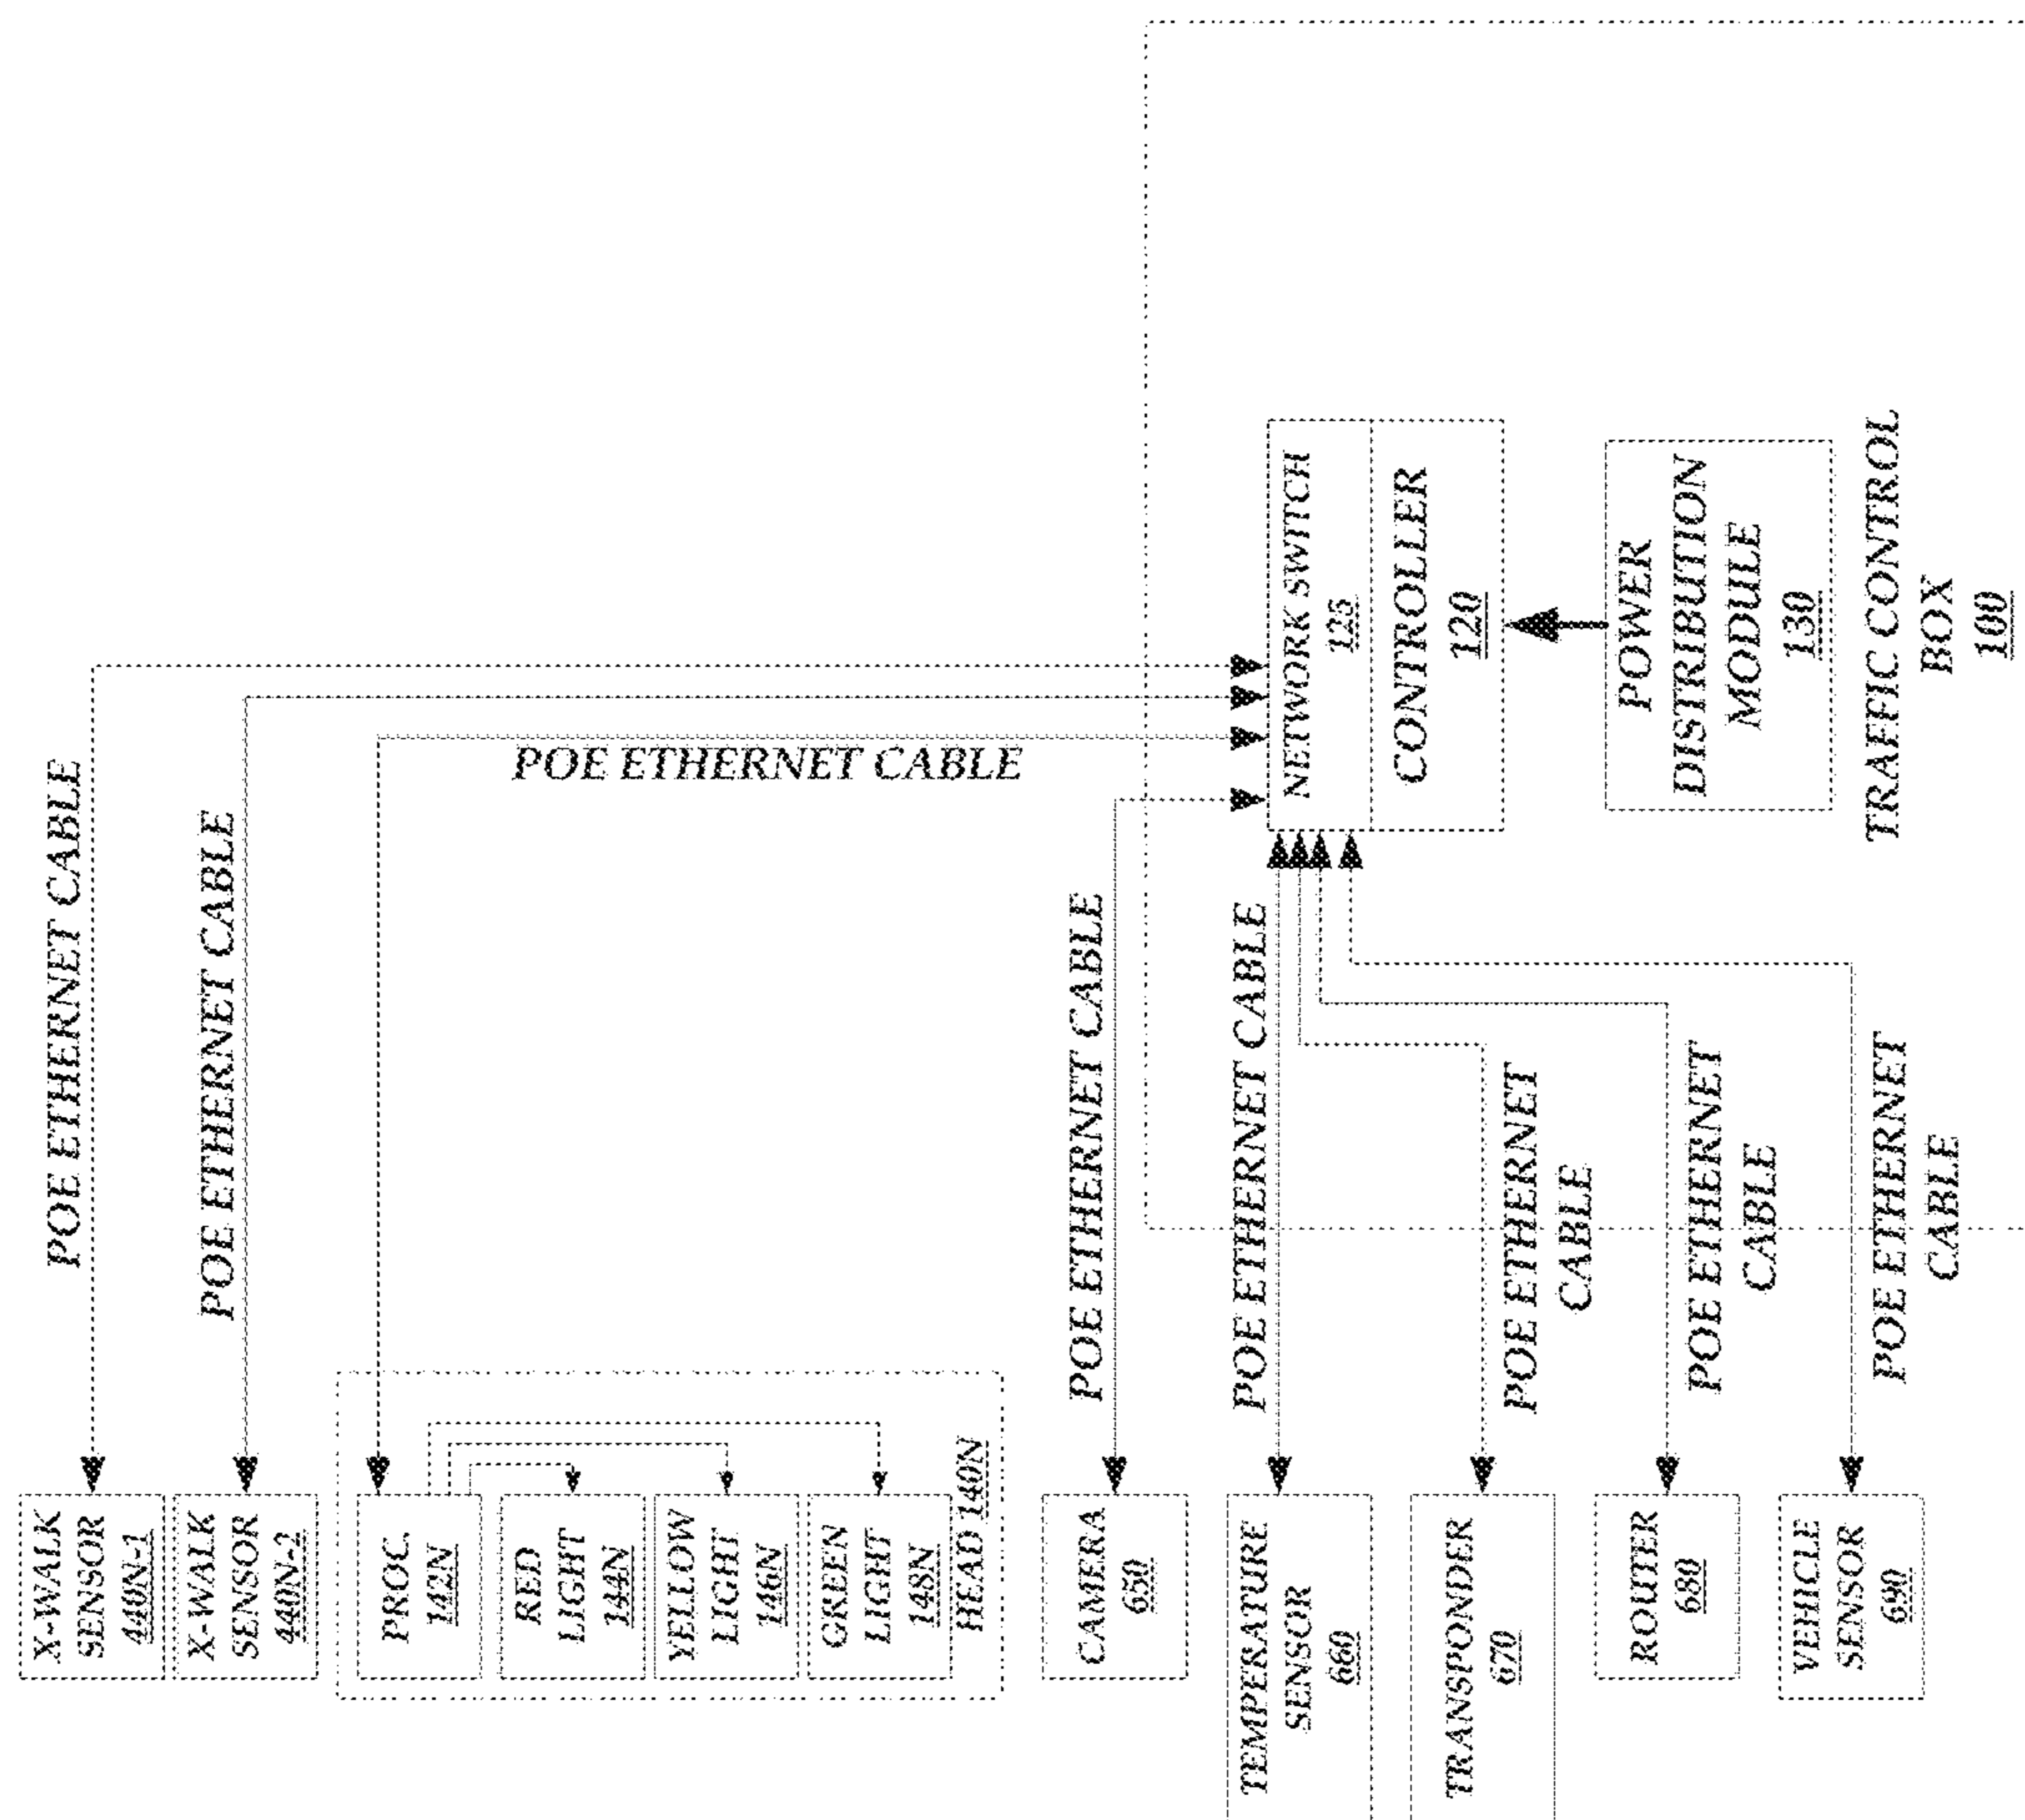 X-WALK
SENSOR
440N-1
X-WALK
SENSOR
440N-2
PROC.
142N
RED
LIGHT
144N
YELLOW
LIGHT
146N
GREEN
LIGHT
148N
HEAD 140N
CAMERA
650
TEMPERATURE
SENSOR
660
TRANSPONDER
670
ROUTER
680
VEHICLE
SENSOR
690
POE ETHERNET CABLE
POE ETHERNET CABLE
POE ETHERNET CABLE
POE ETHERNET CABLE
POE ETHERNET CABLE
POE ETHERNET
CABLE
POE ETHERNET
CABLE
POE ETHERNET
CABLE
NETWORK SWITCH
125
CONTROLLER
120
POWER
DISTRIBUTION
MODULE
130
TRAFFIC CONTROL
BOX
100